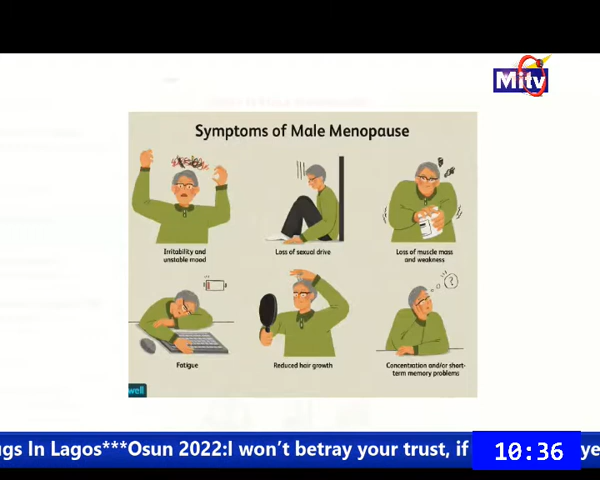 Mitv
Symptoms of Male Menopause
Irritability and
unstable mood
Loss of sexual drive
Loss of muscle mass
and weakness
?
Fatigue
Reduced hair growth
Concentration and/or short-
term memory problems
well
ugs In Lagos***Osun 2022:I won't betray your trust, if
10:36
ye